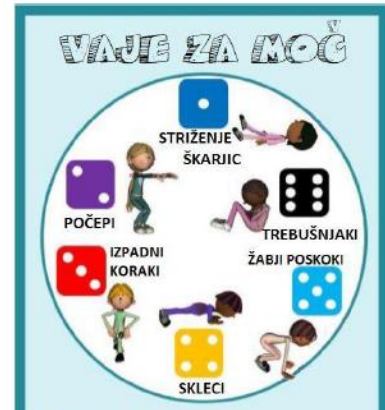 VAJE ZA MOČ
STRIŽENJE
ŠKARJIC
POČEPI
TREBUŠNJAKI
IZPADNI
KORAKI
ŽABJI POSKOKI
SKLECI